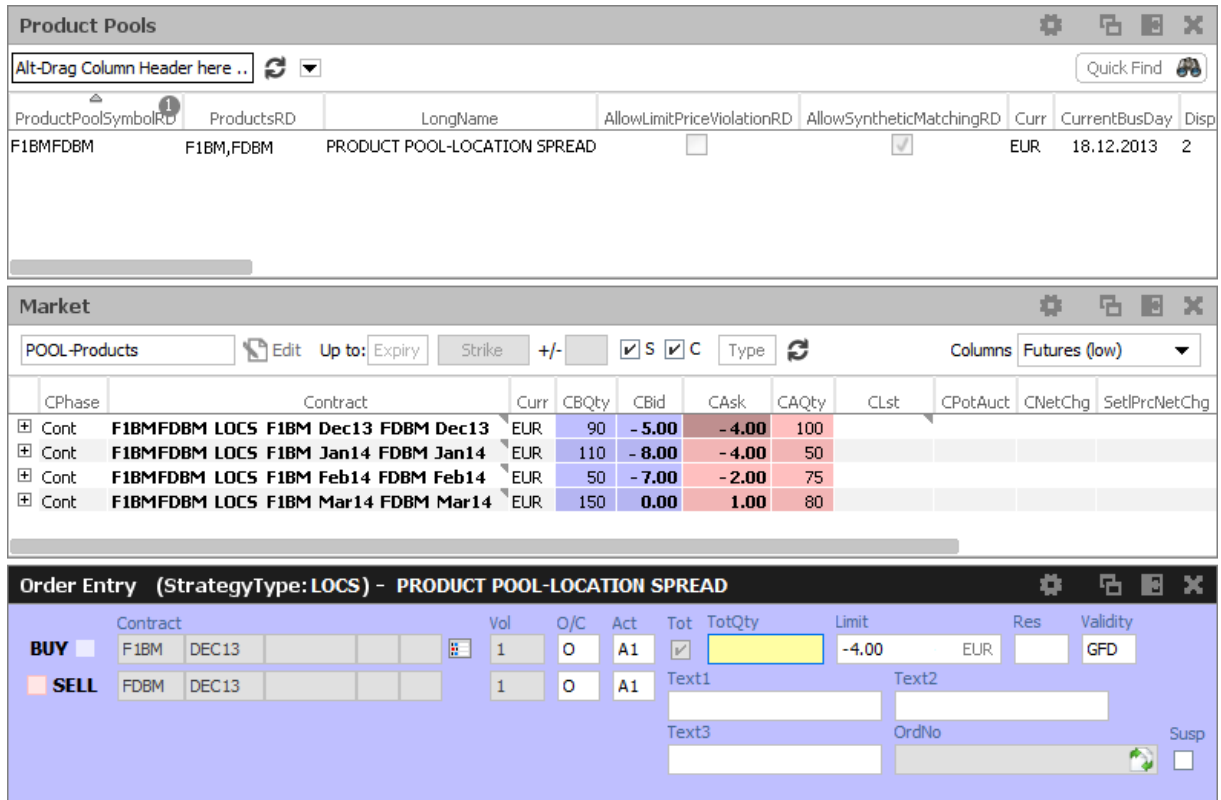 Product Pools
Alt-Drag Column Header here .. Quick Find
1
ProductPoolSymbolRD ProductsRD LongName AllowLimitPriceViolationRD AllowSyntheticMatchingRD Curr CurrentBusDay Disp
F1BMFDBM F1BM,FDBM PRODUCT POOL-LOCATION SPREAD EUR 18.12.2013 2
Market
POOL-Products Edit Up to: Expiry Strike +/- S C Type Columns Futures (low)
CPhase Contract Curr CBQty CBid CAsk CAQty CLst CPotAuct CNetChg SetlPrcNetChg
Cont F1BMFDBM LOCS F1BM Dec13 FDBM Dec13 EUR 90 - 5.00 - 4.00 100
Cont F1BMFDBM LOCS F1BM Jan14 FDBM Jan14 EUR 110 - 8.00 - 4.00 50
Cont F1BMFDBM LOCS F1BM Feb14 FDBM Feb14 EUR 50 - 7.00 - 2.00 75
Cont F1BMFDBM LOCS F1BM Mar14 FDBM Mar14 EUR 150 0.00 1.00 80
Order Entry (StrategyType: LOCS) - PRODUCT POOL-LOCATION SPREAD
Contract Vol O/C Act Tot TotQty Limit Res Validity
BUY F1BM DEC13 1 O A1 -4.00 EUR GFD
SELL FDBM DEC13 1 O A1 Text1 Text2
Text3 OrdNo Susp